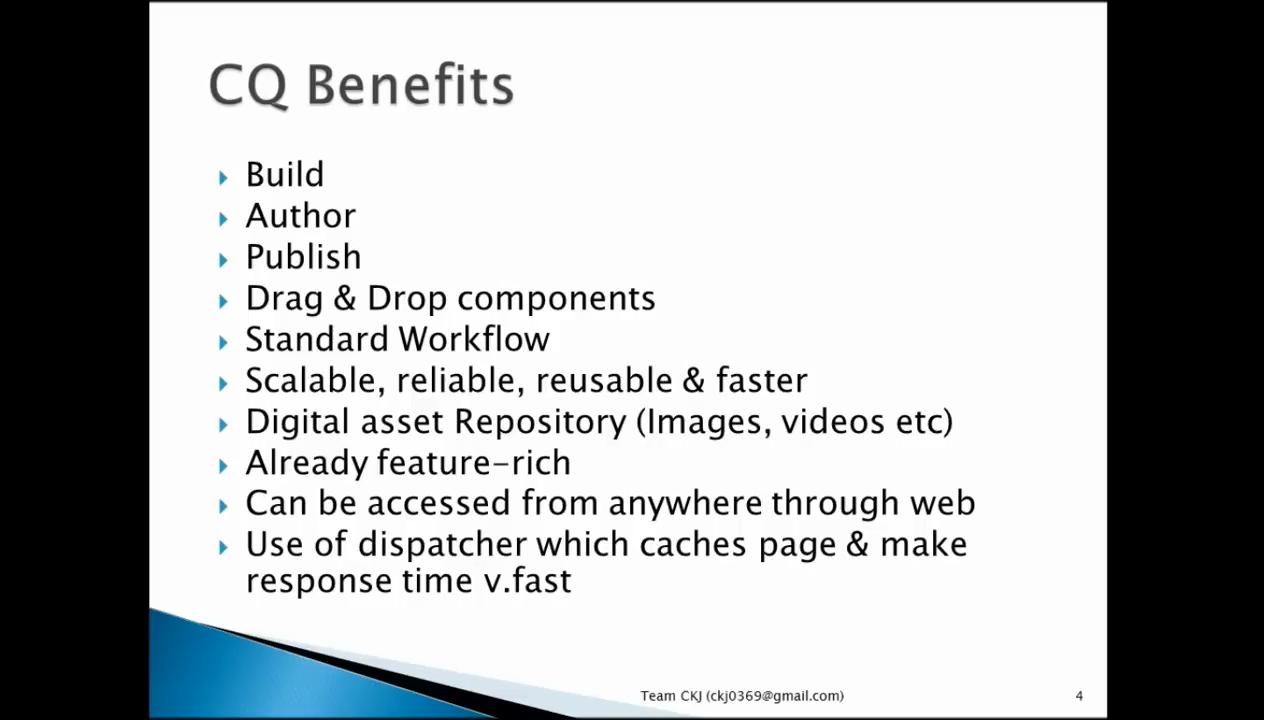 CQ Benefits
Build
Author
Publish
Drag & Drop components
Standard Workflow
Scalable, reliable, reusable & faster
Digital asset Repository (Images, videos etc)
Already feature-rich
Can be accessed from anywhere through web
Use of dispatcher which caches page & make
response time v.fast
Team CKJ (ckj0369@gmail.com)
4